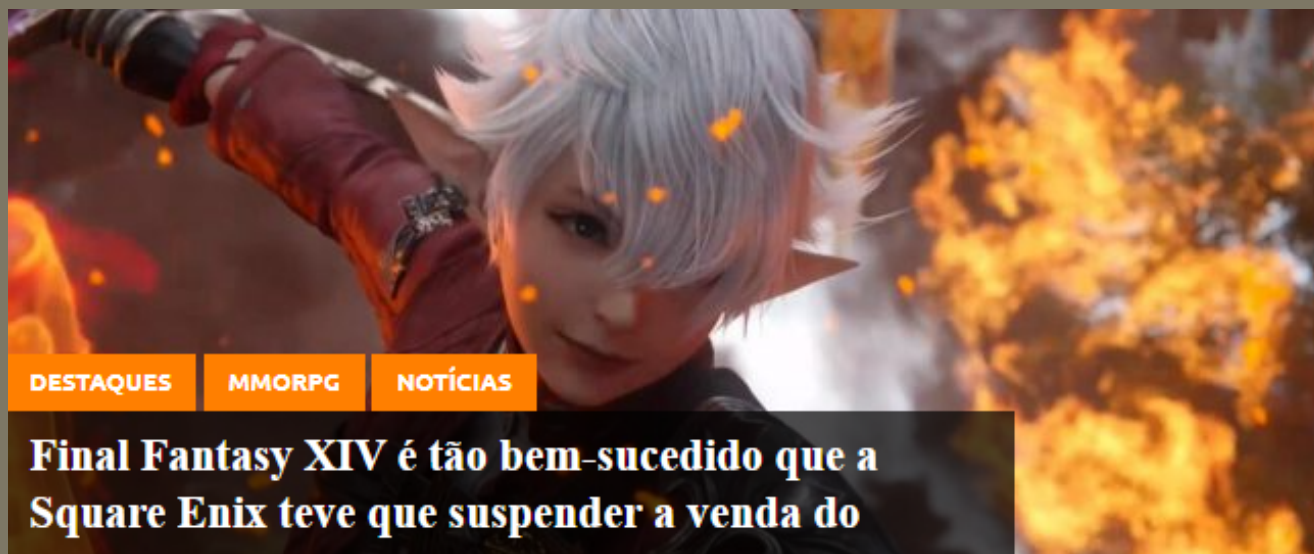 DESTAQUES MMORPG NOTÍCIAS
Final Fantasy XIV é tão bem-sucedido que a
Square Enix teve que suspender a venda do